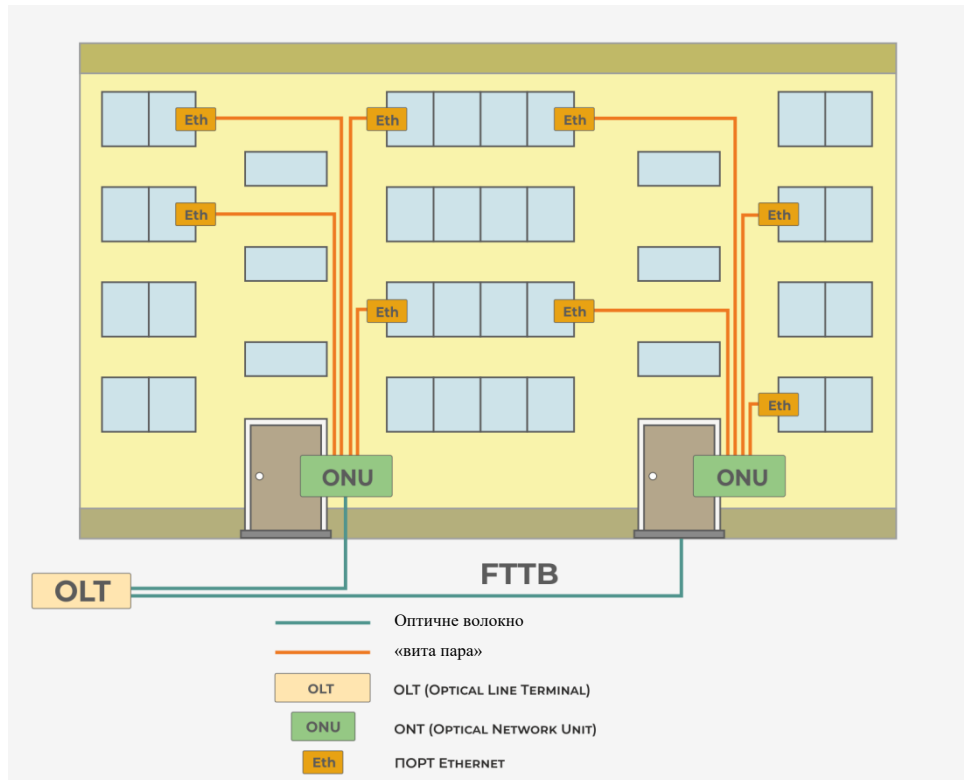 Eth
Eth
Eth
Eth
Eth
Eth
Eth
Eth
ONU
ONU
OLT
FTTB
Оптичне волокно
«вита пара»
OLT
OLT (OPTICAL LINE TERMINAL)
ONU
ONT (OPTICAL NETWORK UNIT)
Eth
ПОРТ ETHERNET